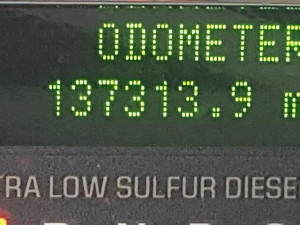 ODOMETER
137313.9 m
TRA LOW SULFUR DIESE